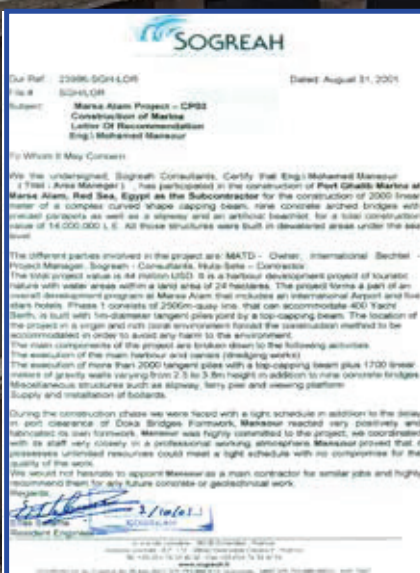 SOGREAH
Our Ref : 23986-SGH-LOR Dated: August 31, 2001
File # SGH/LOR
Subject: Marsa Alam Project – CP02
Construction of Marina
Letter Of Recommendation
Eng.\ Mohamed Mansour
To Whom It May Concern
We the undersigned, Sogreah Consultants, Certify that Eng.\ Mohamed Mansour
( Title : Area Manager ) , has participated in the construction of Port Ghalib Marina at
Marsa Alam, Red Sea, Egypt as the Subcontractor for the construction of 2000 linear
meter of a complex curved shape capping beam, nine concrete arched bridges with
precast parapets as well as a slipway and an artificial beachlet, for a total construction
value of 14,000,000 L.E. All those structures were built in dewatered areas under the sea
level.
The different parties involved in the project are: MATD - Owner, International Bechtel -
Project Manager, Sogreah - Consultants, - Contractor
The total project value is 44 million USD. It is a harbour development project of touristic
nature with water areas within a land area of 24 hectares. The project forms a part of an
overall development program at Marsa Alam that includes an International Airport and four
stars hotels. Phase 1 consists of 2500m-quay line, that can accommodate 400 Yacht
Berth, is built with 1m-diameter tangent piles joint by a top-capping beam. The location of
the project in a virgin and rich coral environment forced the construction method to be
accommodated in order to avoid any harm to the environment.
The main components of the project are broken down to the following activities
The execution of the main harbour and canals (dredging works)
The execution of more than 2000 tangent piles with a top-capping beam plus 1700 linear
meters of gravity walls varying from 2.5 to 3.8m height in addition to nine concrete bridges
Miscellaneous structures such as slipway, ferry pier and viewing platform
Supply and installation of bollards.
During the construction phase we were faced with a tight schedule in addition to the delay
in port clearance of Doka Bridges Formwork, Mansour reacted very positively and
fabricated its own formwork. Mansour was highly committed to the project, we coordinated
with its staff very closely in a professional working atmosphere. Mansour proved that it
possesses unlimited resources could meet a tight schedule with no compromise for the
quality of the work.
We would not hesitate to appoint Mansour as a main contractor for similar jobs and highly
recommend them for any future concrete or geotechnical work.
Regards,
Resident Engineer
SOGREAH
www.sogreah.fr